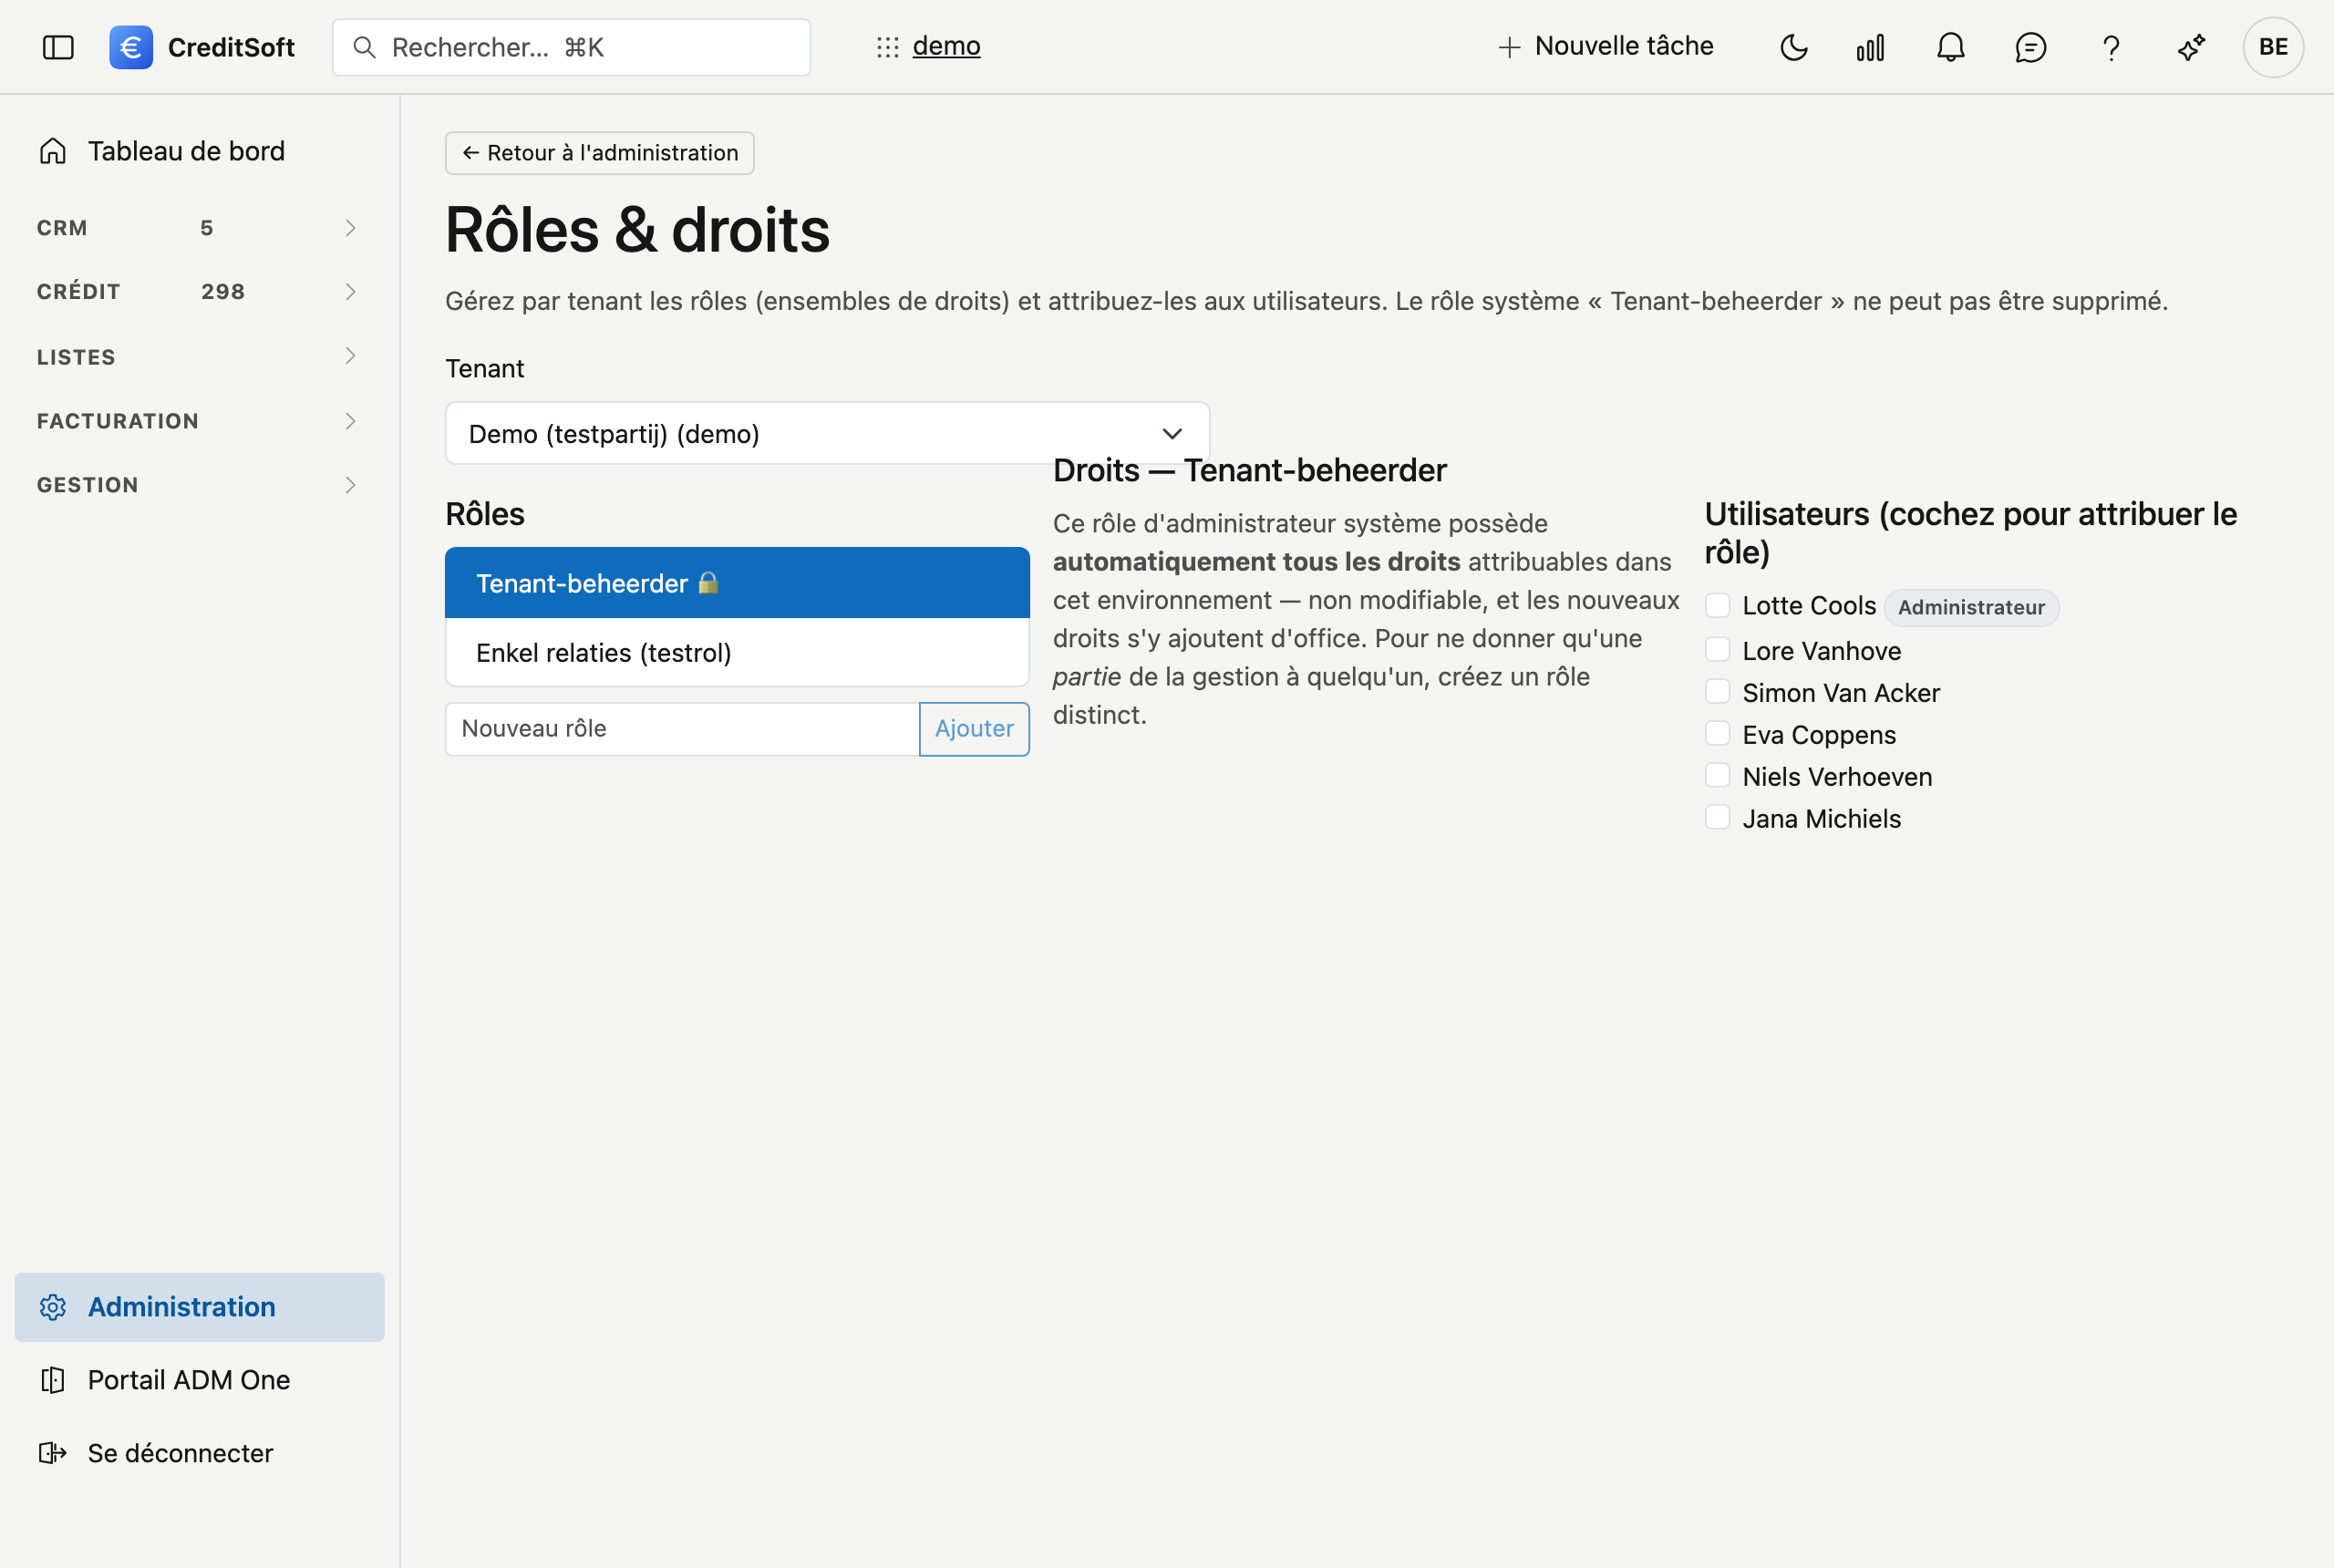 CreditSoft
Rechercher... ⌘K
demo
Nouvelle tâche
BE
Tableau de bord
CRM 5
CRÉDIT 298
LISTES
FACTURATION
GESTION
Administration
Portail ADM One
Se déconnecter
← Retour à l'administration
Rôles & droits
Gérez par tenant les rôles (ensembles de droits) et attribuez-les aux utilisateurs. Le rôle système « Tenant-beheerder » ne peut pas être supprimé.
Tenant
Demo (testpartij) (demo)
Rôles
Tenant-beheerder 🔒
Enkel relaties (testrol)
Nouveau rôle
Ajouter
Droits — Tenant-beheerder
Ce rôle d'administrateur système possède
automatiquement tous les droits attribuables dans
cet environnement — non modifiable, et les nouveaux
droits s'y ajoutent d'office. Pour ne donner qu'une
partie de la gestion à quelqu'un, créez un rôle
distinct.
Utilisateurs (cochez pour attribuer le
rôle)
Lotte Cools Administrateur
Lore Vanhove
Simon Van Acker
Eva Coppens
Niels Verhoeven
Jana Michiels